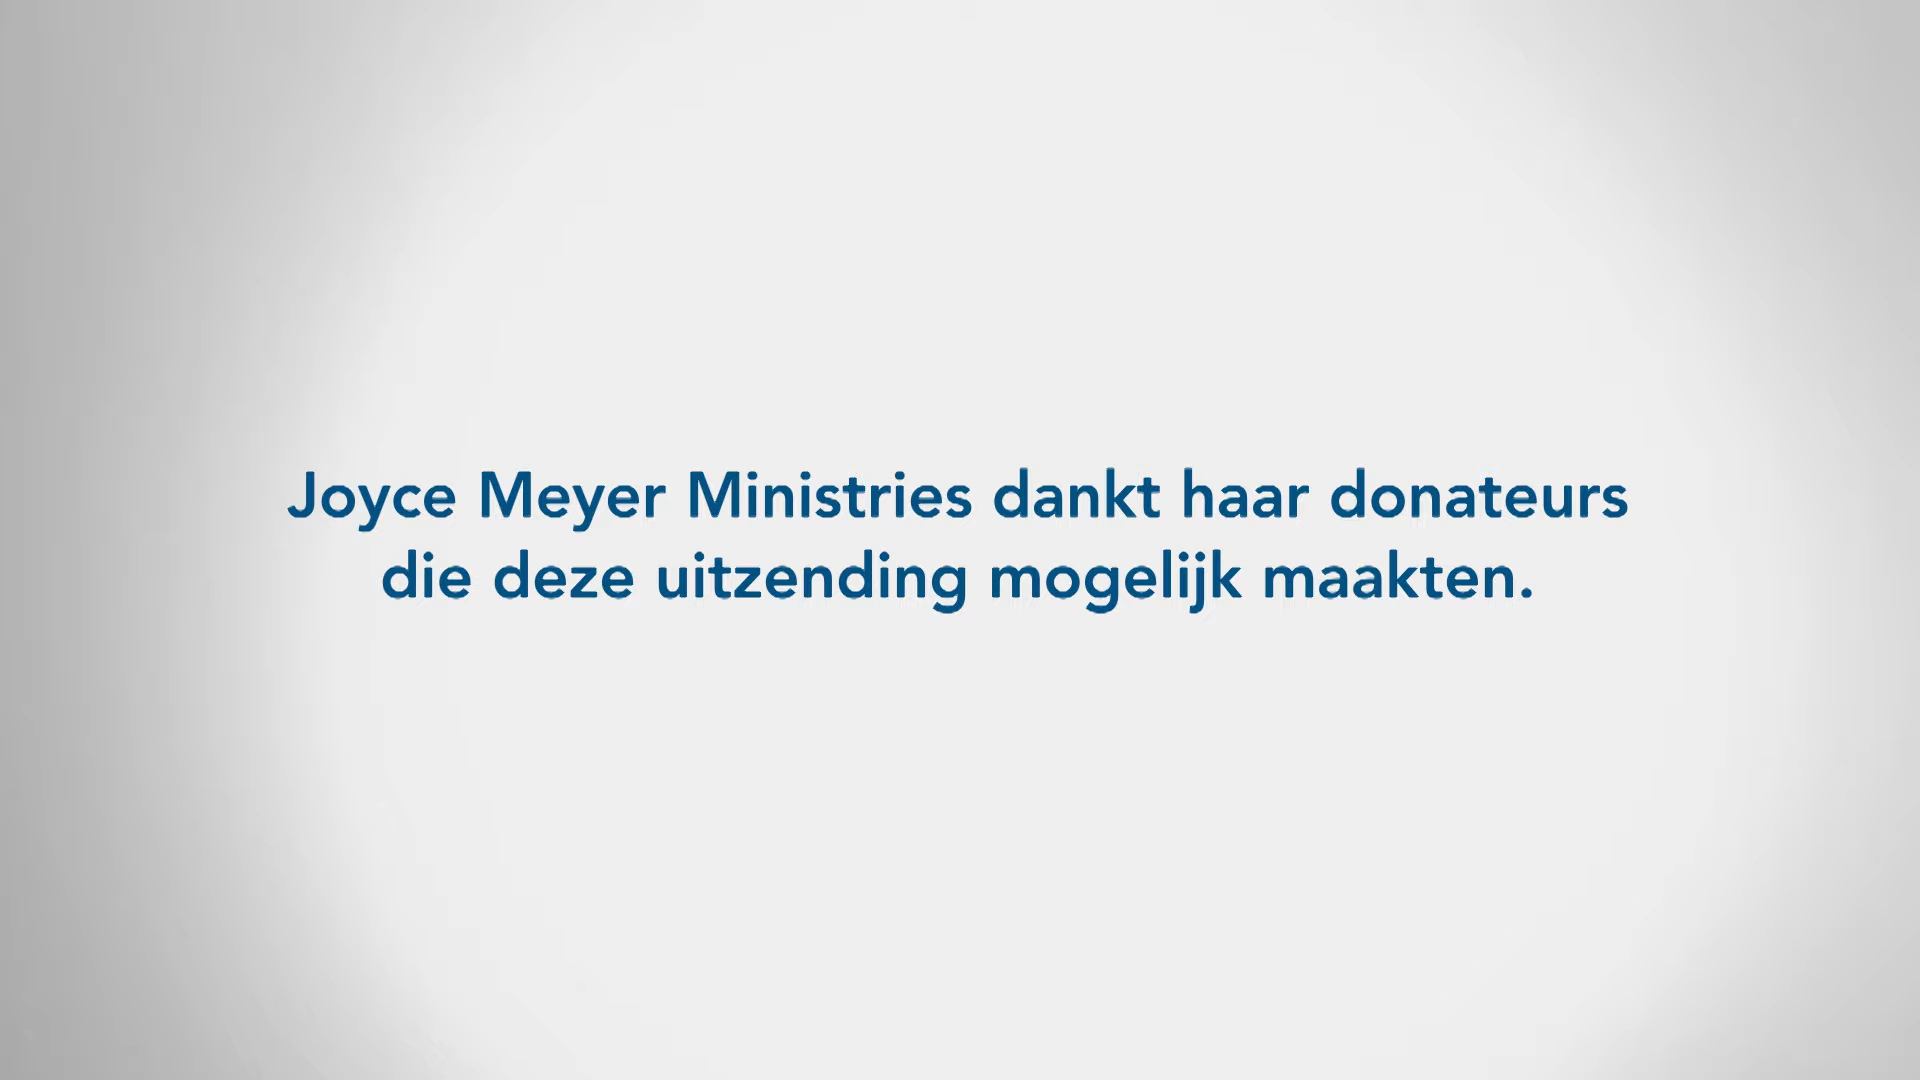 Joyce Meyer Ministries dankt haar donateurs
die deze uitzending mogelijk maakten.